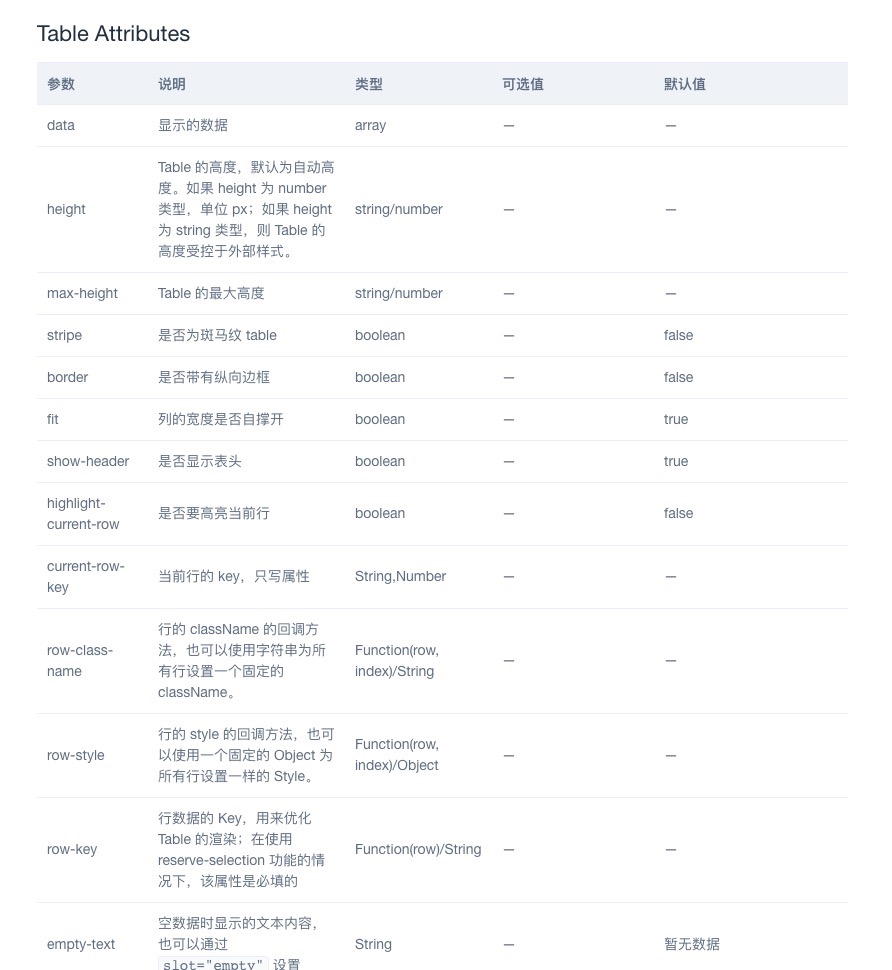 Table Attributes
参数 说明 类型 可选值 默认值
data 显示的数据 array — —
Table 的高度，默认为自动高
度。如果 height 为 number
height 类型，单位 px；如果 height string/number — —
为 string 类型，则 Table 的
高度受控于外部样式。
max-height Table 的最大高度 string/number — —
stripe 是否为斑马纹 table boolean — false
border 是否带有纵向边框 boolean — false
fit 列的宽度是否自撑开 boolean — true
show-header 是否显示表头 boolean — true
highlight-
current-row
是否要高亮当前行 boolean — false
current-row-
key
当前行的 key，只写属性 String,Number — —
row-class-
name
行的 className 的回调方
法，也可以使用字符串为所
有行设置一个固定的
className。
Function(row,
index)/String
— —
row-style
行的 style 的回调方法，也可
以使用一个固定的 Object 为
所有行设置一样的 Style。
Function(row,
index)/Object
— —
row-key
行数据的 Key，用来优化
Table 的渲染；在使用
reserve-selection 功能的情
况下，该属性是必填的
Function(row)/String — —
empty-text
空数据时显示的文本内容，
也可以通过
slot="empty" 设置
String — 暂无数据